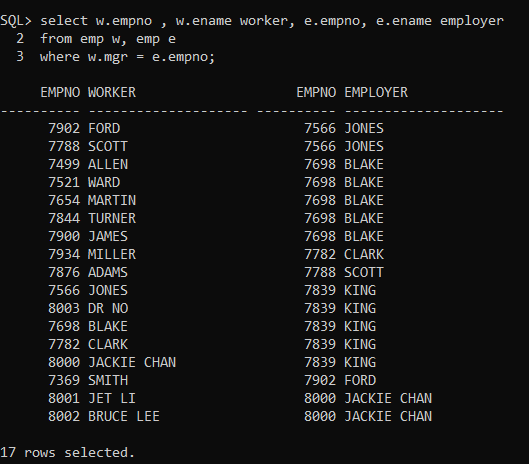 SQL> select w.empno , w.ename worker, e.empno, e.ename employer
  2  from emp w, emp e
  3  where w.mgr = e.empno;
     EMPNO WORKER                    EMPNO EMPLOYER
---------- -------------------- ---------- --------------------
      7902 FORD                       7566 JONES
      7788 SCOTT                      7566 JONES
      7499 ALLEN                      7698 BLAKE
      7521 WARD                       7698 BLAKE
      7654 MARTIN                     7698 BLAKE
      7844 TURNER                     7698 BLAKE
      7900 JAMES                      7698 BLAKE
      7934 MILLER                     7782 CLARK
      7876 ADAMS                      7788 SCOTT
      7566 JONES                      7839 KING
      8003 DR NO                      7839 KING
      7698 BLAKE                      7839 KING
      7782 CLARK                      7839 KING
      8000 JACKIE CHAN                7839 KING
      7369 SMITH                      7902 FORD
      8001 JET LI                     8000 JACKIE CHAN
      8002 BRUCE LEE                  8000 JACKIE CHAN
17 rows selected.